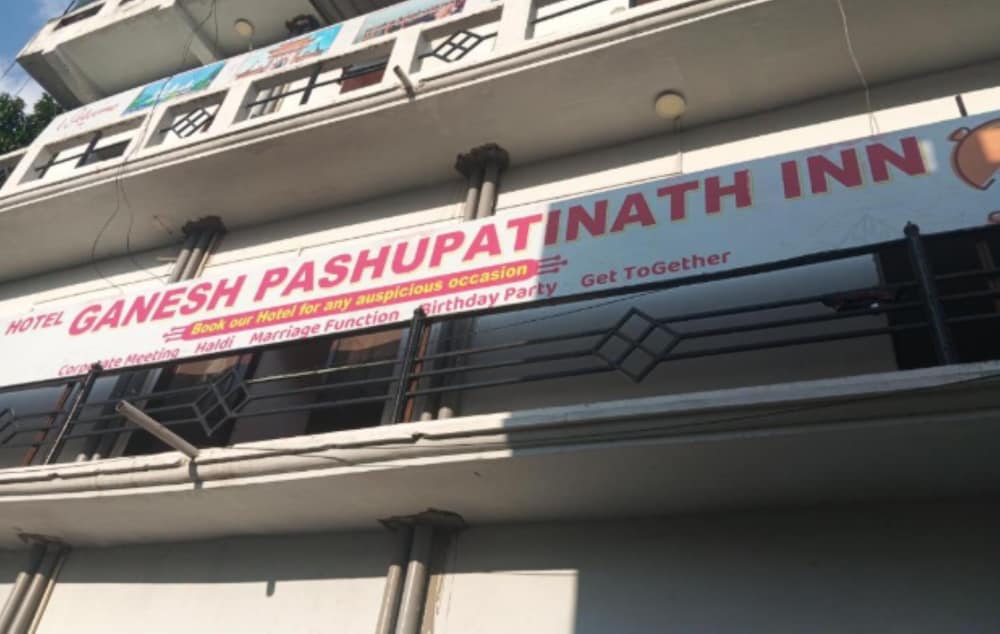 Welcome
HOTEL GANESH PASHUPATINATH INN
Book our Hotel for any auspicious occasion
Corporate Meeting Haldi Marriage Function Birthday Party Get ToGether